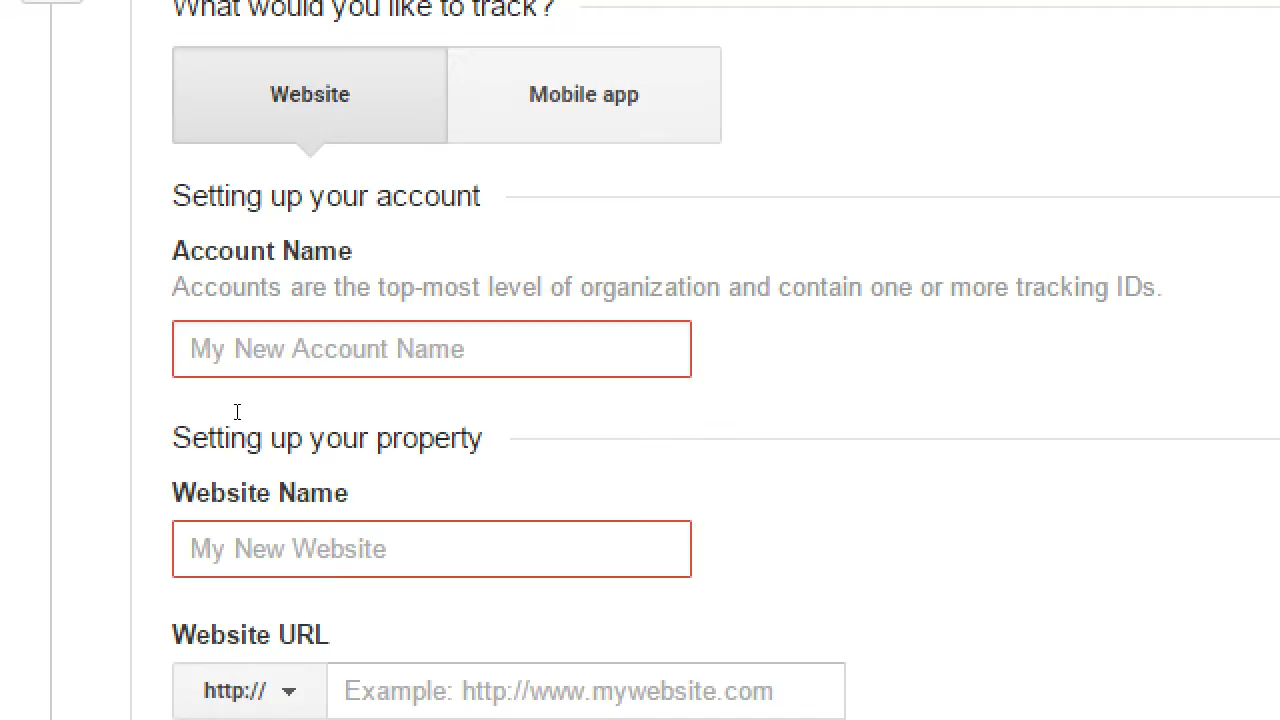 What would you like to track?
Website
Mobile app
Setting up your account
Account Name
Accounts are the top-most level of organization and contain one or more tracking IDs.
My New Account Name
Setting up your property
Website Name
My New Website
Website URL
http://
Example: http://www.mywebsite.com